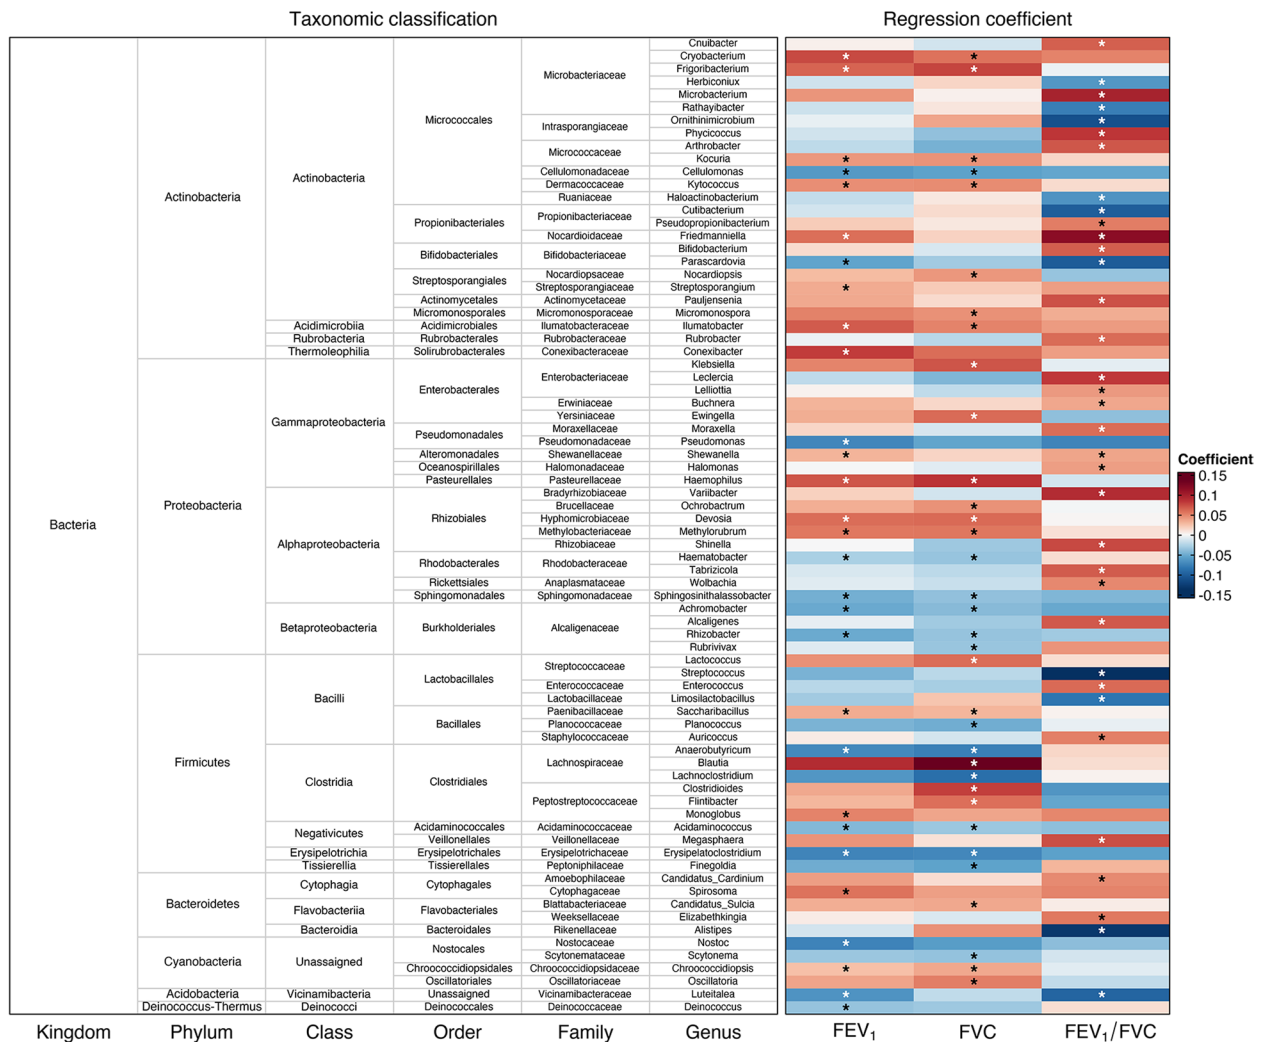 Taxonomic classification
Regression coefficient
Cnuibacter *
Cryobacterium * *
Frigoribacterium * *
Microbacteriaceae
Herbiconiux *
Microbacterium *
Rathayibacter *
Micrococcales
Ornithinimicrobium *
Intrasporangiaceae
Phycicoccus *
Arthrobacter *
Micrococcaceae
Kocuria * *
Actinobacteria
Cellulomonadaceae Cellulomonas * *
Dermacoccaceae Kytococcus * *
Actinobacteria
Ruaniaceae Haloactinobacterium *
Cutibacterium *
Propionibacteriales Propionibacteriaceae
Pseudopropionibacterium *
Nocardioidaceae Friedmanniella * *
Bifidobacterium *
Bifidobacteriales Bifidobacteriaceae
Parascardovia * *
Nocardiopsaceae Nocardiopsis *
Streptosporangiales
Streptosporangiaceae Streptosporangium *
Actinomycetales Actinomycetaceae Pauljensenia *
Micromonosporales Micromonosporaceae Micromonospora *
Acidimicrobiia Acidimicrobiales Ilumatobacteraceae Ilumatobacter * *
Rubrobacteria Rubrobacterales Rubrobacteraceae Rubrobacter *
Thermoleophilia Solirubrobacterales Conexibacteraceae Conexibacter *
Klebsiella *
Enterobacteriaceae Leclercia *
Enterobacterales
Lelliottia *
Erwiniaceae Buchnera *
Yersiniaceae Ewingella *
Gammaproteobacteria
Moraxellaceae Moraxella *
Pseudomonadales
Pseudomonadaceae Pseudomonas *
Alteromonadales Shewanellaceae Shewanella * *
Oceanospirillales Halomonadaceae Halomonas *
Pasteurellales Pasteurellaceae Haemophilus * *
Bradyrhizobiaceae Variibacter *
Proteobacteria
Brucellaceae Ochrobactrum *
Rhizobiales Hyphomicrobiaceae Devosia * *
Bacteria
Methylobacteriaceae Methylorubrum * *
Alphaproteobacteria
Rhizobiaceae Shinella *
Haematobacter * *
Rhodobacterales Rhodobacteraceae
Tabrizicola *
Rickettsiales Anaplasmataceae Wolbachia *
Sphingomonadales Sphingomonadaceae Sphingosinithalassobacter * *
Achromobacter * *
Alcaligenes *
Betaproteobacteria Burkholderiales Alcaligenaceae
Rhizobacter * *
Rubrivivax *
Lactococcus *
Streptococcaceae
Streptococcus *
Lactobacillales
Enterococcaceae Enterococcus *
Bacilli
Lactobacillaceae Limosilactobacillus *
Paenibacillaceae Saccharibacillus * *
Bacillales Planococcaceae Planococcus *
Staphylococcaceae Auricoccus *
Anaerobutyricum * *
Firmicutes
Lachnospiraceae Blautia *
Lachnoclostridium *
Clostridia Clostridiales
Clostridioides *
Peptostreptococcaceae Flintibacter *
Monoglobus *
Acidaminococcales Acidaminococcaceae Acidaminococcus * *
Negativicutes
Veillonellales Veillonellaceae Megasphaera *
Erysipelotrichia Erysipelotrichales Erysipelotrichaceae Erysipelatoclostridium * *
Tissierellia Tissierellales Peptoniphilaceae Finegoldia *
Amoebophilaceae Candidatus_Cardinium *
Cytophagia Cytophagales
Cytophagaceae Spirosoma *
Bacteroidetes
Blattabacteriaceae Candidatus_Sulcia *
Flavobacteriia Flavobacteriales
Weeksellaceae Elizabethkingia *
Bacteroidia Bacteroidales Rikenellaceae Alistipes *
Nostocaceae Nostoc *
Nostocales
Scytonemataceae Scytonema *
Cyanobacteria Unassigned
Chroococcidiopsidales Chroococcidiopsidaceae Chroococcidiopsis * *
Oscillatoriales Oscillatoriaceae Oscillatoria *
Acidobacteria Vicinamibacteria Unassigned Vicinamibacteraceae Luteitalea * *
Deinococcus-Thermus Deinococci Deinococcales Deinococcaceae Deinococcus *
Kingdom Phylum Class Order Family Genus FEV₁ FVC FEV₁/FVC
Coefficient
0.15
0.1
0.05
0
-0.05
-0.1
-0.15